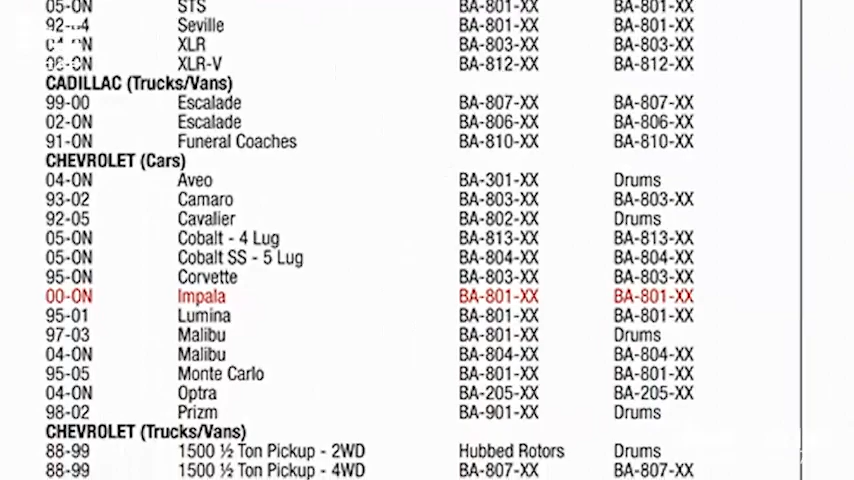 05-ON STS BA-801-XX BA-801-XX
Seville BA-801-XX BA-801-XX
04-ON XLR BA-803-XX BA-803-XX
06-ON XLR-V BA-812-XX BA-812-XX
CADILLAC (Trucks/Vans)
99-00 Escalade BA-807-XX BA-807-XX
02-ON Escalade BA-806-XX BA-806-XX
91-ON Funeral Coaches BA-810-XX BA-810-XX
CHEVROLET (Cars)
04-ON Aveo BA-301-XX Drums
93-02 Camaro BA-803-XX BA-803-XX
92-05 Cavalier BA-802-XX Drums
05-ON Cobalt - 4 Lug BA-813-XX BA-813-XX
05-ON Cobalt SS - 5 Lug BA-804-XX BA-804-XX
95-ON Corvette BA-803-XX BA-803-XX
00-ON Impala BA-801-XX BA-801-XX
95-01 Lumina BA-801-XX BA-801-XX
97-03 Malibu BA-801-XX Drums
04-ON Malibu BA-804-XX BA-804-XX
95-05 Monte Carlo BA-801-XX BA-801-XX
04-ON Optra BA-205-XX BA-205-XX
98-02 Prizm BA-901-XX Drums
CHEVROLET (Trucks/Vans)
88-99 1500 ½ Ton Pickup - 2WD Hubbed Rotors Drums
88-99 1500 ½ Ton Pickup - 4WD BA-807-XX BA-807-XX